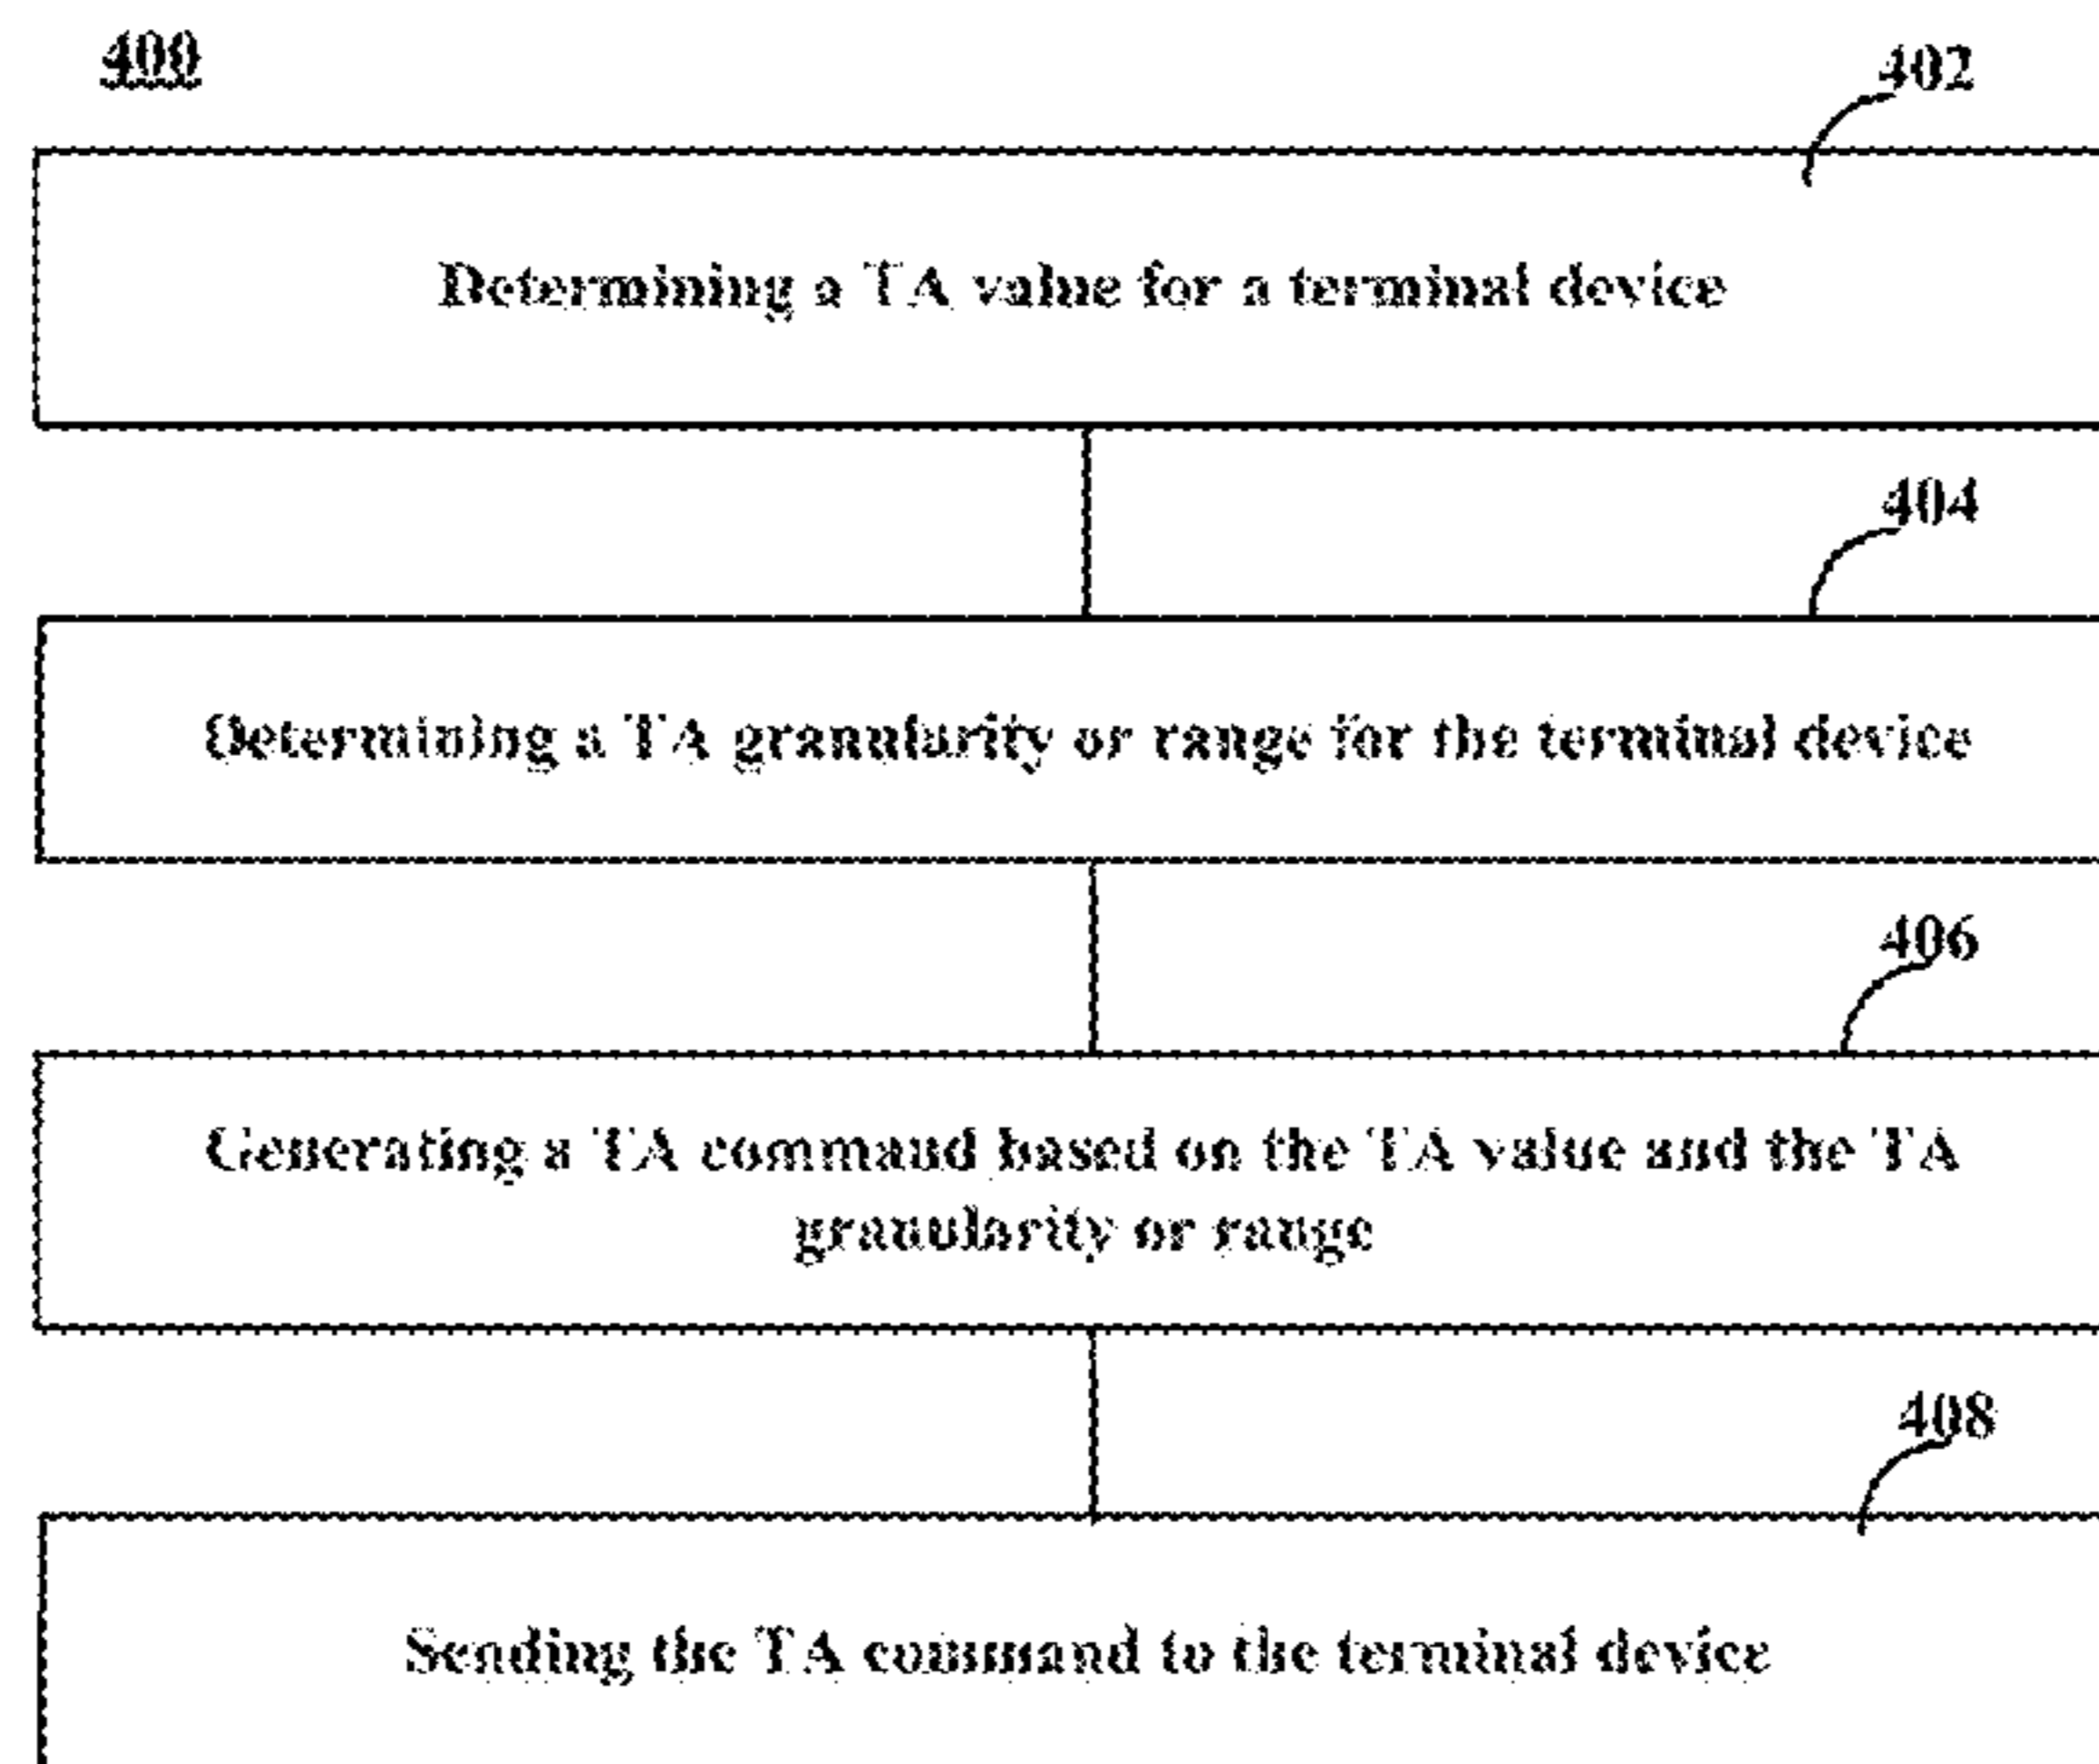 400
402
Determining a TA value for a terminal device
404
Determining a TA granularity or range for the terminal device
406
Generating a TA command based on the TA value and the TA
granularity or range
408
Sending the TA command to the terminal device